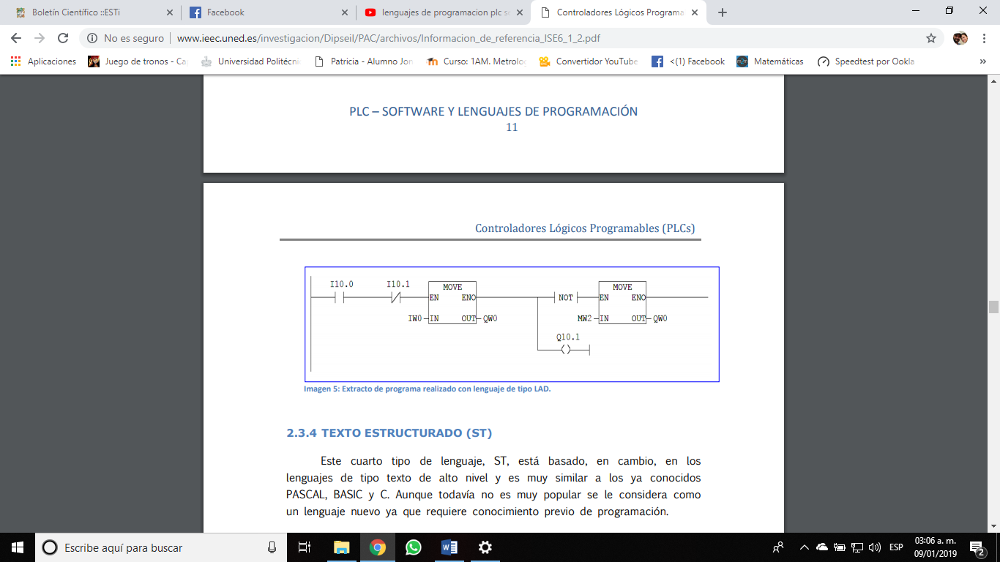 Boletín Científico ::ESTi
Facebook
lenguajes de programacion plc s
Controladores Lógicos Programa
No es seguro
www.ieec.uned.es/investigacion/Dipseil/PAC/archivos/Informacion_de_referencia_ISE6_1_2.pdf
Aplicaciones
Juego de tronos - Ca
Universidad Politécni
Patricia - Alumno Jon
Curso: 1AM. Metrolo
Convertidor YouTube
<(1) Facebook
Matemáticas
Speedtest por Ookla
»
PLC – SOFTWARE Y LENGUAJES DE PROGRAMACIÓN
11
Controladores Lógicos Programables (PLCs)
I10.0 I10.1 MOVE MOVE
EN ENO NOT EN ENO
IW0 IN OUT QW0 MW2 IN OUT QW0
Q10.1
Imagen 5: Extracto de programa realizado con lenguaje de tipo LAD.
2.3.4 TEXTO ESTRUCTURADO (ST)
Este cuarto tipo de lenguaje, ST, está basado, en cambio, en los
lenguajes de tipo texto de alto nivel y es muy similar a los ya conocidos
PASCAL, BASIC y C. Aunque todavía no es muy popular se le considera como
un lenguaje nuevo ya que requiere conocimiento previo de programación.
Escribe aquí para buscar
ESP
03:06 a. m.
09/01/2019
2